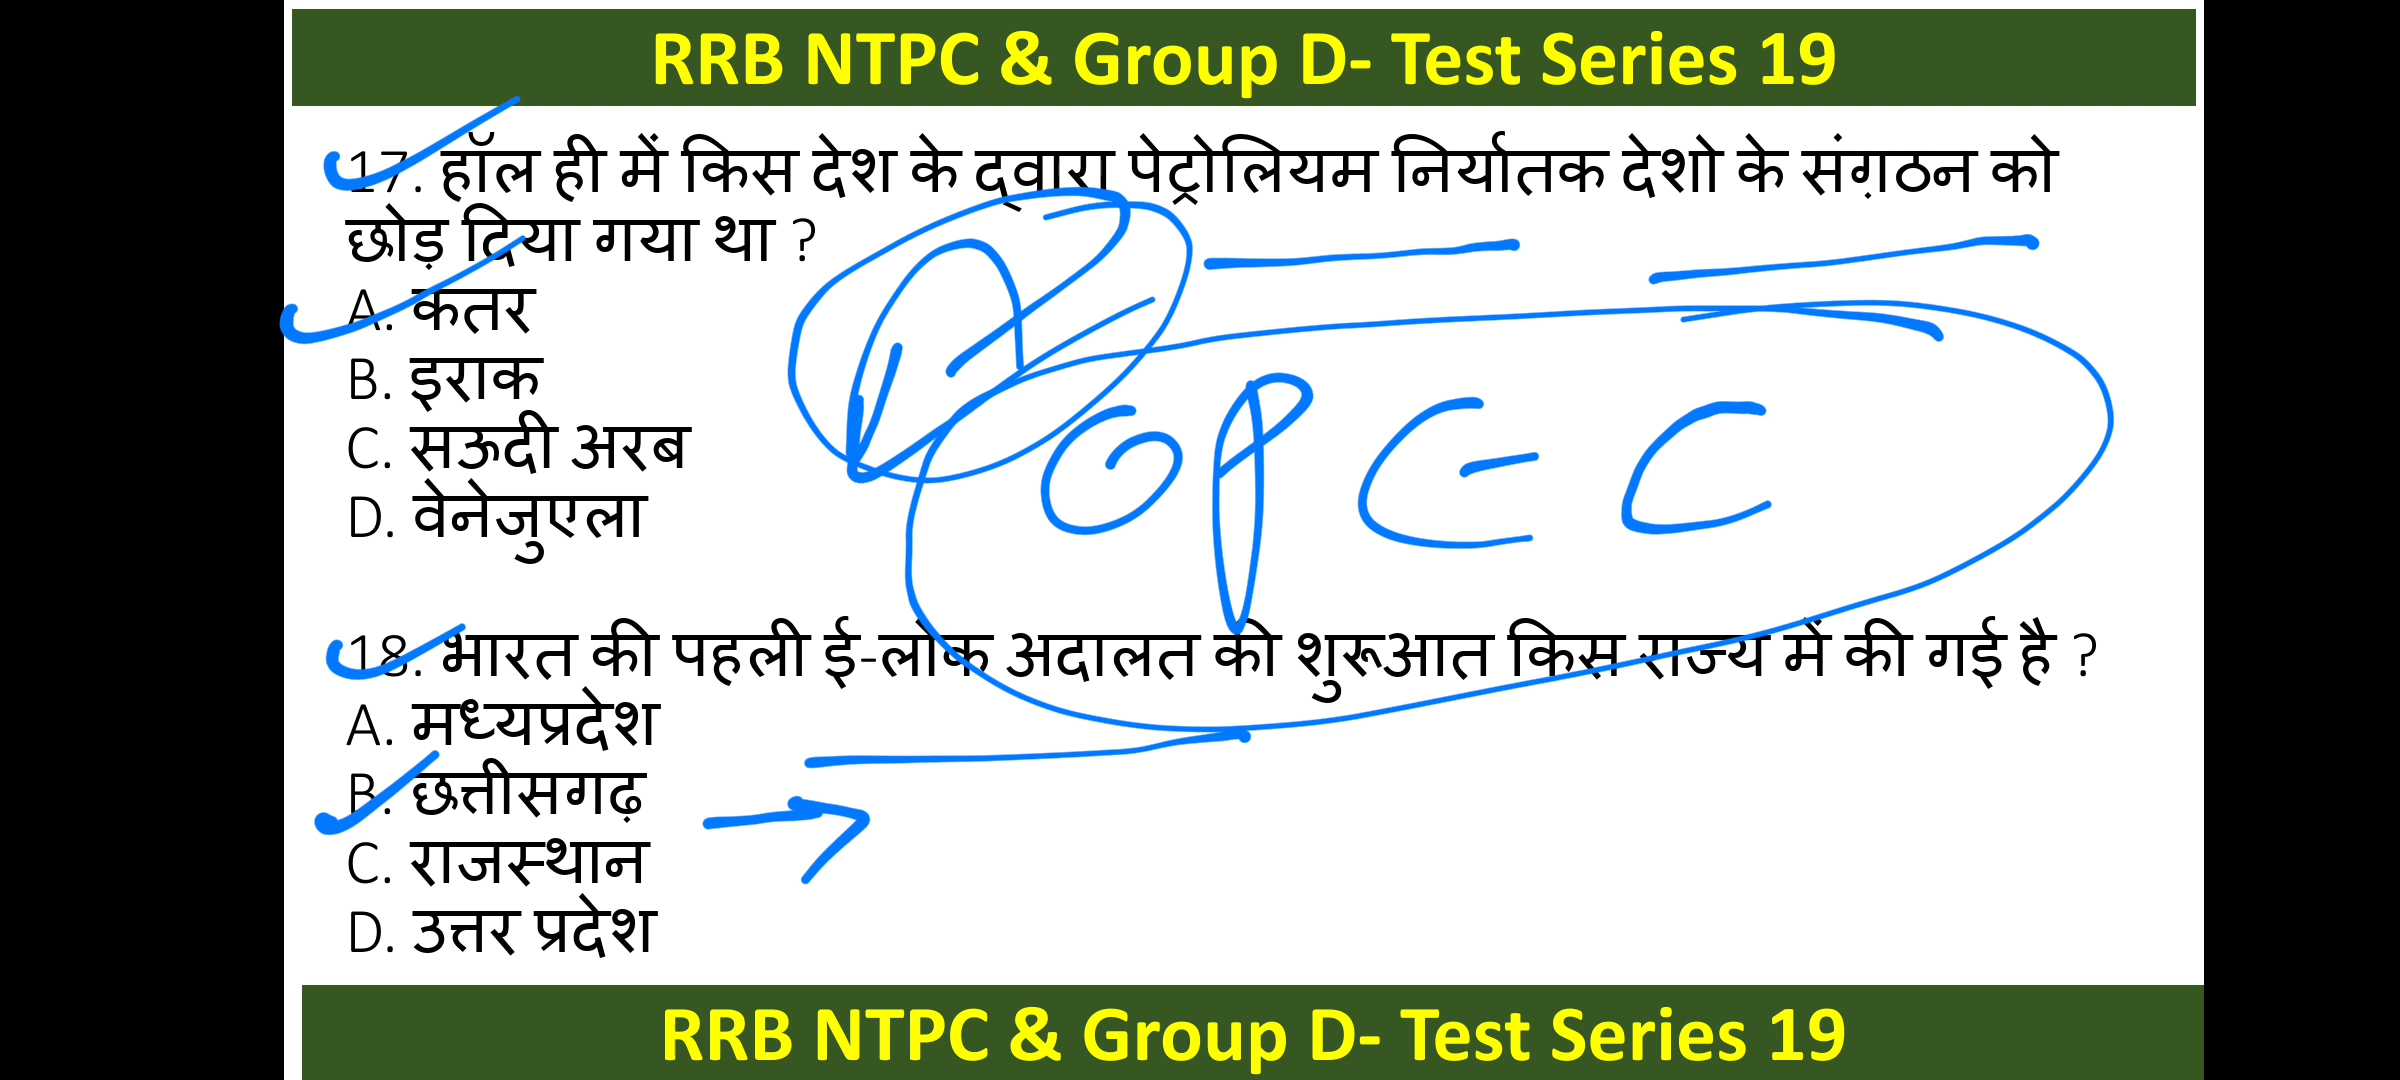 RRB NTPC & Group D- Test Series 19
17. हॉल ही में किस देश के द्वारा पेट्रोलियम निर्यातक देशो के संग़ठन को
छोड़ दिया गया था ?
A. कतर
B. इराक
C. सऊदी अरब
D. वेनेजुएला
OPEC
18. भारत की पहली ई-लोक अदालत की शुरूआत किस राज्य में की गई है ?
A. मध्यप्रदेश
B. छत्तीसगढ़
C. राजस्थान
D. उत्तर प्रदेश
RRB NTPC & Group D- Test Series 19